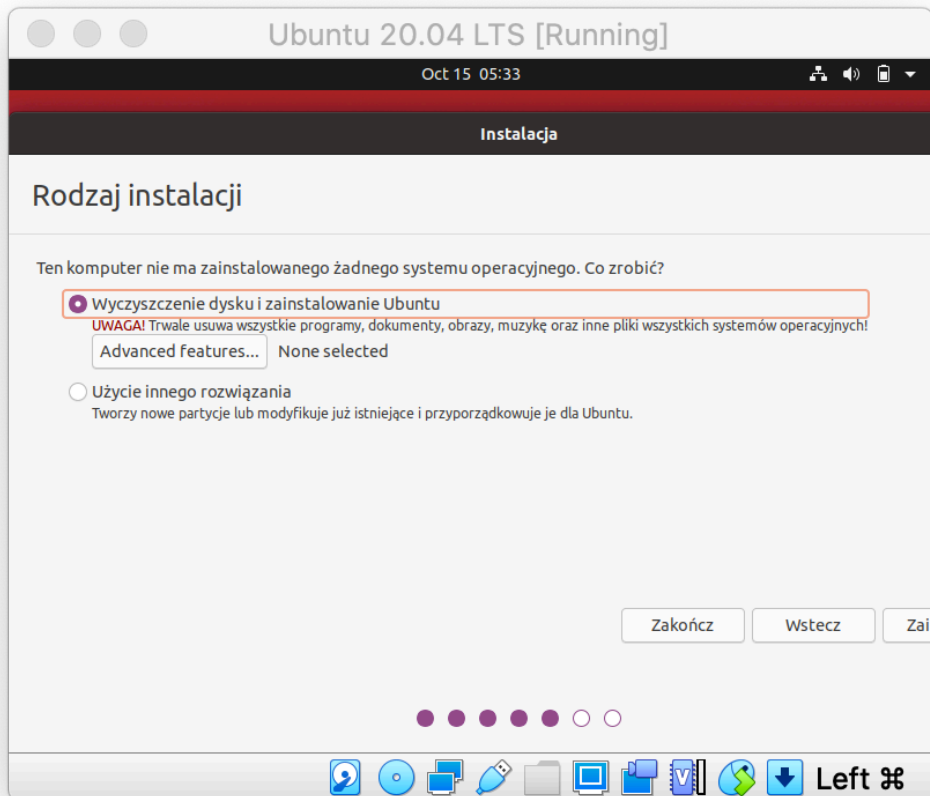 Ubuntu 20.04 LTS [Running]
Oct 15 05:33
Instalacja
Rodzaj instalacji
Ten komputer nie ma zainstalowanego żadnego systemu operacyjnego. Co zrobić?
Wyczyszczenie dysku i zainstalowanie Ubuntu
UWAGA! Trwale usuwa wszystkie programy, dokumenty, obrazy, muzykę oraz inne pliki wszystkich systemów operacyjnych!
Advanced features... None selected
Użycie innego rozwiązania
Tworzy nowe partycje lub modyfikuje już istniejące i przyporządkowuje je dla Ubuntu.
Zakończ Wstecz Zai
Left ⌘